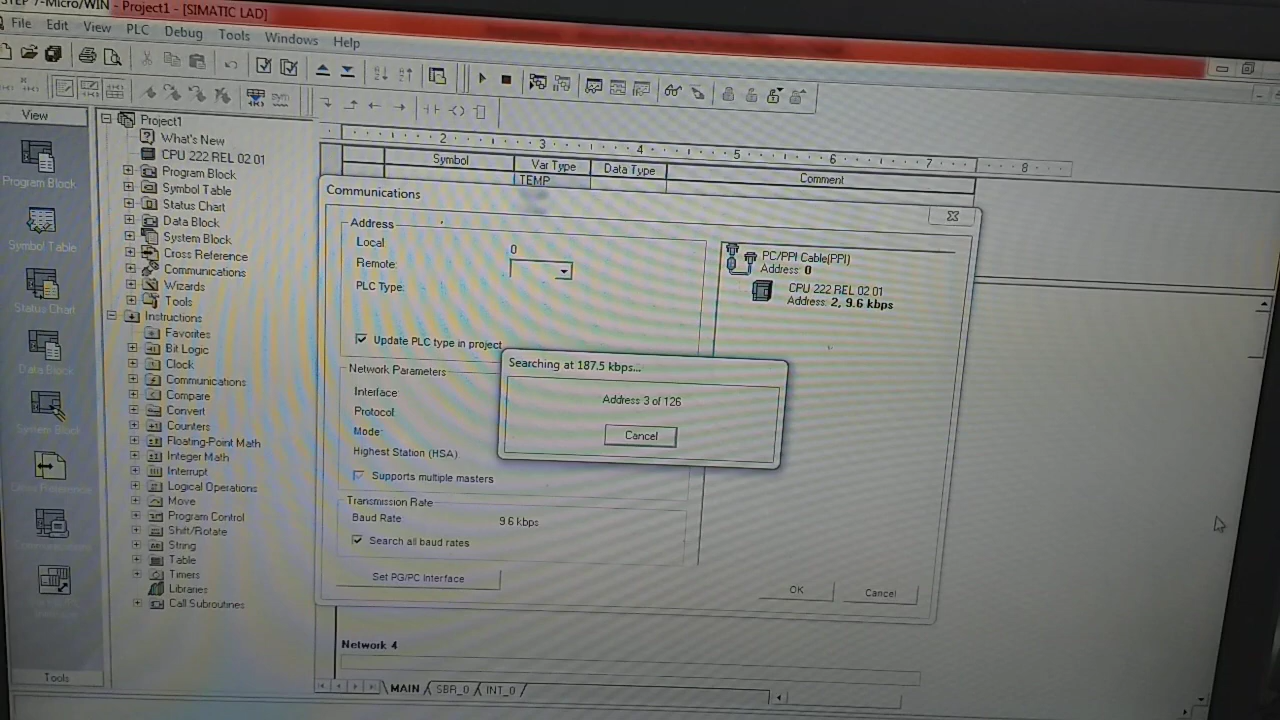 STEP 7-Micro/WIN - Project1 - [SIMATIC LAD]
File Edit View PLC Debug Tools Windows Help
View
Program Block
Symbol Table
Status Chart
Data Block
System Block
Tools
Project1
What's New
CPU 222 REL 02.01
Program Block
Symbol Table
Status Chart
Data Block
System Block
Cross Reference
Communications
Wizards
Tools
Instructions
Favorites
Bit Logic
Clock
Communications
Compare
Convert
Counters
Floating-Point Math
Integer Math
Interrupt
Logical Operations
Move
Program Control
Shift/Rotate
String
Table
Timers
Libraries
Call Subroutines
2 3 4 5 6 7 8
Symbol Var Type Data Type Comment
TEMP
Communications
Address
Local 0
Remote:
PLC Type:
Update PLC type in project
Network Parameters
Interface
Protocol
Mode:
Highest Station (HSA)
Supports multiple masters
Transmission Rate
Baud Rate 9.6 kbps
Search all baud rates
Set PG/PC Interface
PC/PPI Cable(PPI)
Address: 0
CPU 222 REL 02.01
Address: 2, 9.6 kbps
OK Cancel
Searching at 187.5 kbps...
Address 3 of 126
Cancel
Network 4
MAIN SBR_0 INT_0